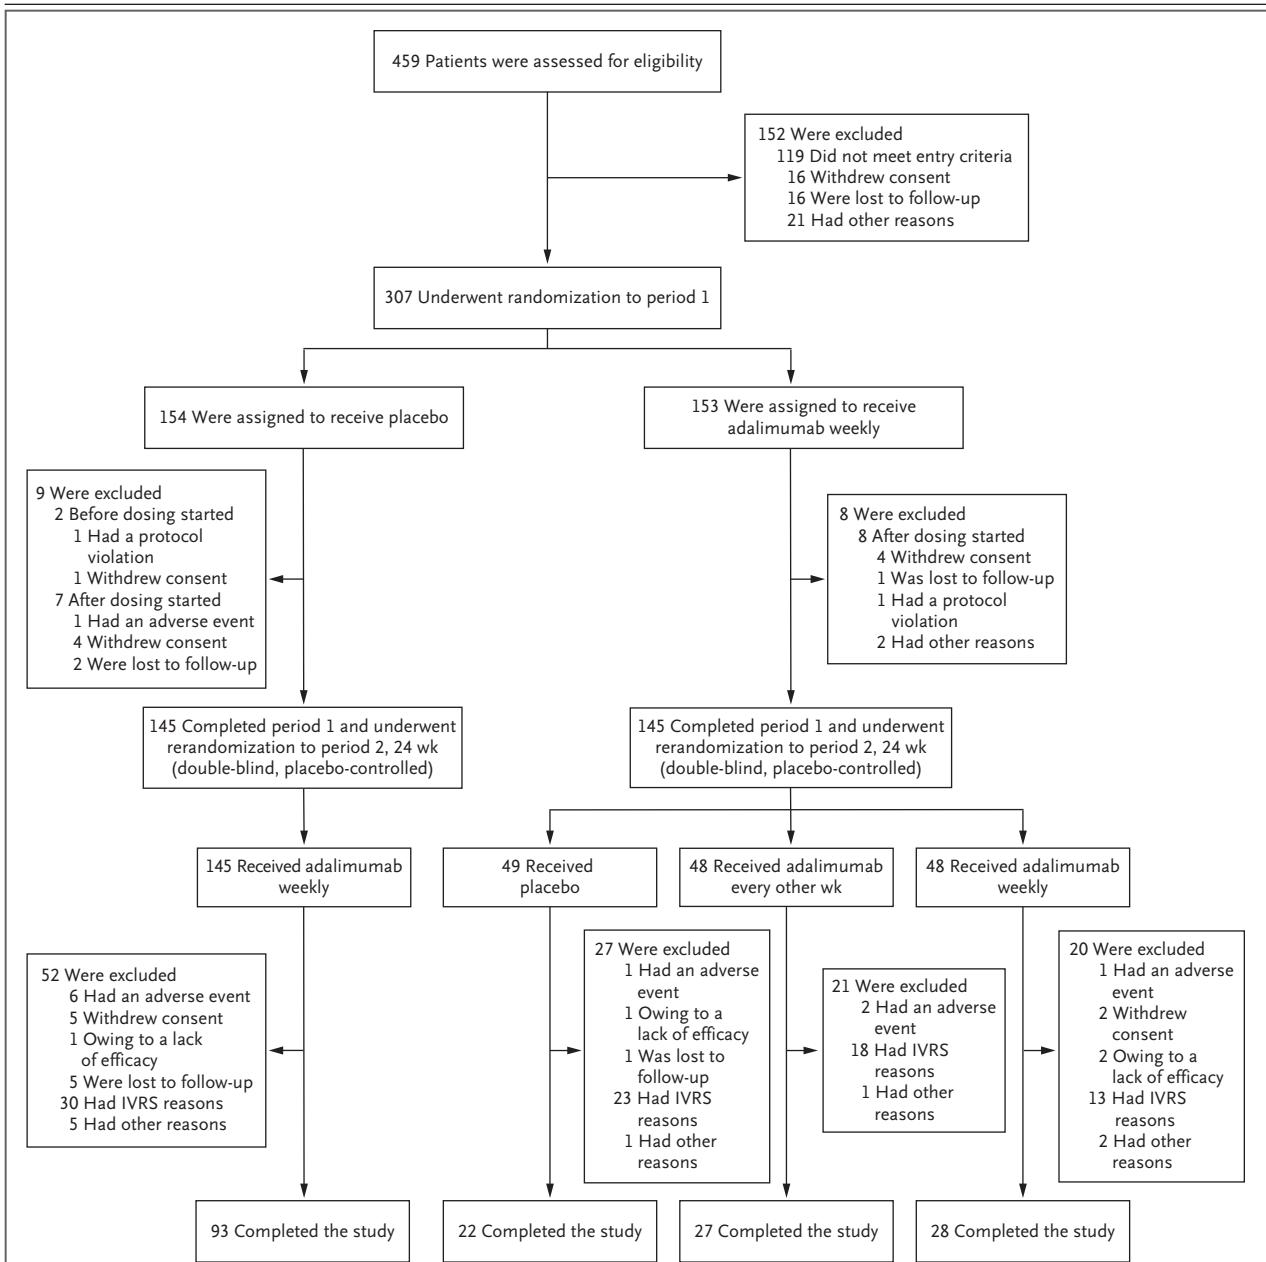 459 Patients were assessed for eligibility
152 Were excluded
119 Did not meet entry criteria
16 Withdrew consent
16 Were lost to follow-up
21 Had other reasons
307 Underwent randomization to period 1
154 Were assigned to receive placebo
153 Were assigned to receive
adalimumab weekly
9 Were excluded
2 Before dosing started
1 Had a protocol
violation
1 Withdrew consent
7 After dosing started
1 Had an adverse event
4 Withdrew consent
2 Were lost to follow-up
8 Were excluded
8 After dosing started
4 Withdrew consent
1 Was lost to follow-up
1 Had a protocol
violation
2 Had other reasons
145 Completed period 1 and underwent
rerandomization to period 2, 24 wk
(double-blind, placebo-controlled)
145 Completed period 1 and underwent
rerandomization to period 2, 24 wk
(double-blind, placebo-controlled)
145 Received adalimumab
weekly
49 Received
placebo
48 Received adalimumab
every other wk
48 Received adalimumab
weekly
52 Were excluded
6 Had an adverse event
5 Withdrew consent
1 Owing to a lack
of efficacy
5 Were lost to follow-up
30 Had IVRS reasons
5 Had other reasons
27 Were excluded
1 Had an adverse
event
1 Owing to a
lack of efficacy
1 Was lost to
follow-up
23 Had IVRS
reasons
1 Had other
reasons
21 Were excluded
2 Had an adverse
event
18 Had IVRS
reasons
1 Had other
reasons
20 Were excluded
1 Had an adverse
event
2 Withdrew
consent
2 Owing to a
lack of efficacy
13 Had IVRS
reasons
2 Had other
reasons
93 Completed the study
22 Completed the study
27 Completed the study
28 Completed the study